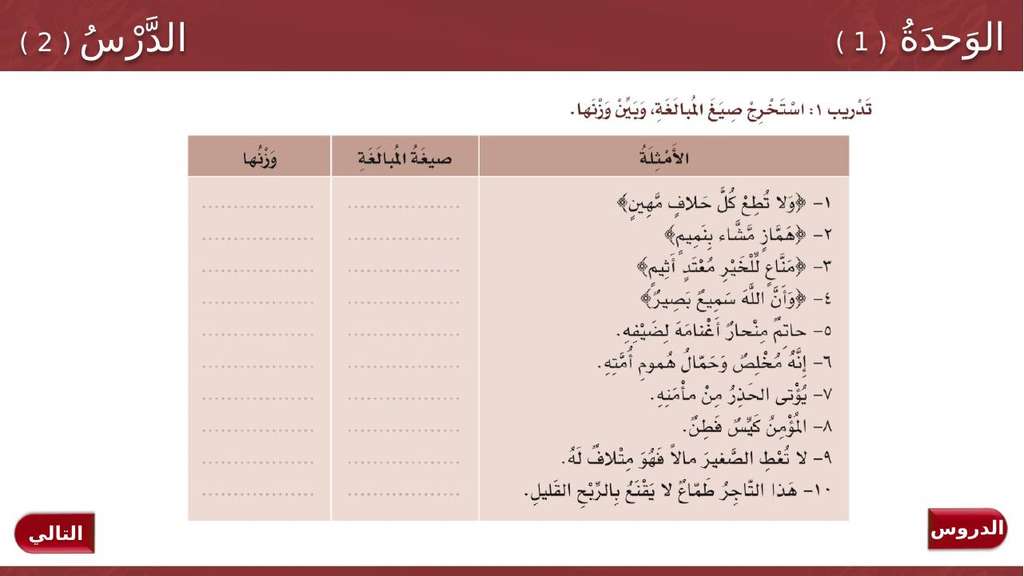 الوَحدَةُ ( 1 )
الدَّرْسُ ( 2 )
تَدْريب ١: اسْتَخْرِجْ صِيَغَ المُبالَغَةِ، وَبَيِّنْ وَزْنَها.
الأَمْثِلَةُ صيغَةُ المُبالَغَةِ وَزْنُها
١- ﴿وَلا تُطِعْ كُلَّ حَلافٍ مَّهِينٍ﴾
٢- ﴿هَمَّازٍ مَّشَّاء بِنَمِيمٍ﴾
٣- ﴿مَنَّاعٍ لِّلْخَيْرِ مُعْتَدٍ أَثِيمٍ﴾
٤- ﴿وَأَنَّ اللَّهَ سَمِيعٌ بَصِيرٌ﴾
٥- حاتِمٌ مِنْحارٌ أَغْنامَهَ لِضَيْفِهِ.
٦- إِنَّهُ مُخْلِصٌ وَحَمّالُ هُمومِ أُمَّتِهِ.
٧- يُؤْتى الحَذِرُ مِنْ مأْمَنِهِ.
٨- المُؤْمِنُ كَيِّسٌ فَطِنٌ.
٩- لا تُعْطِ الصَّغيرَ مالاً فَهُوَ مِتْلافٌ لَهُ.
١٠- هَذا التّاجِرُ طَمّاعٌ لا يَقْنَعُ بِالرِّبْحِ القَليلِ.
الدروس
التالي